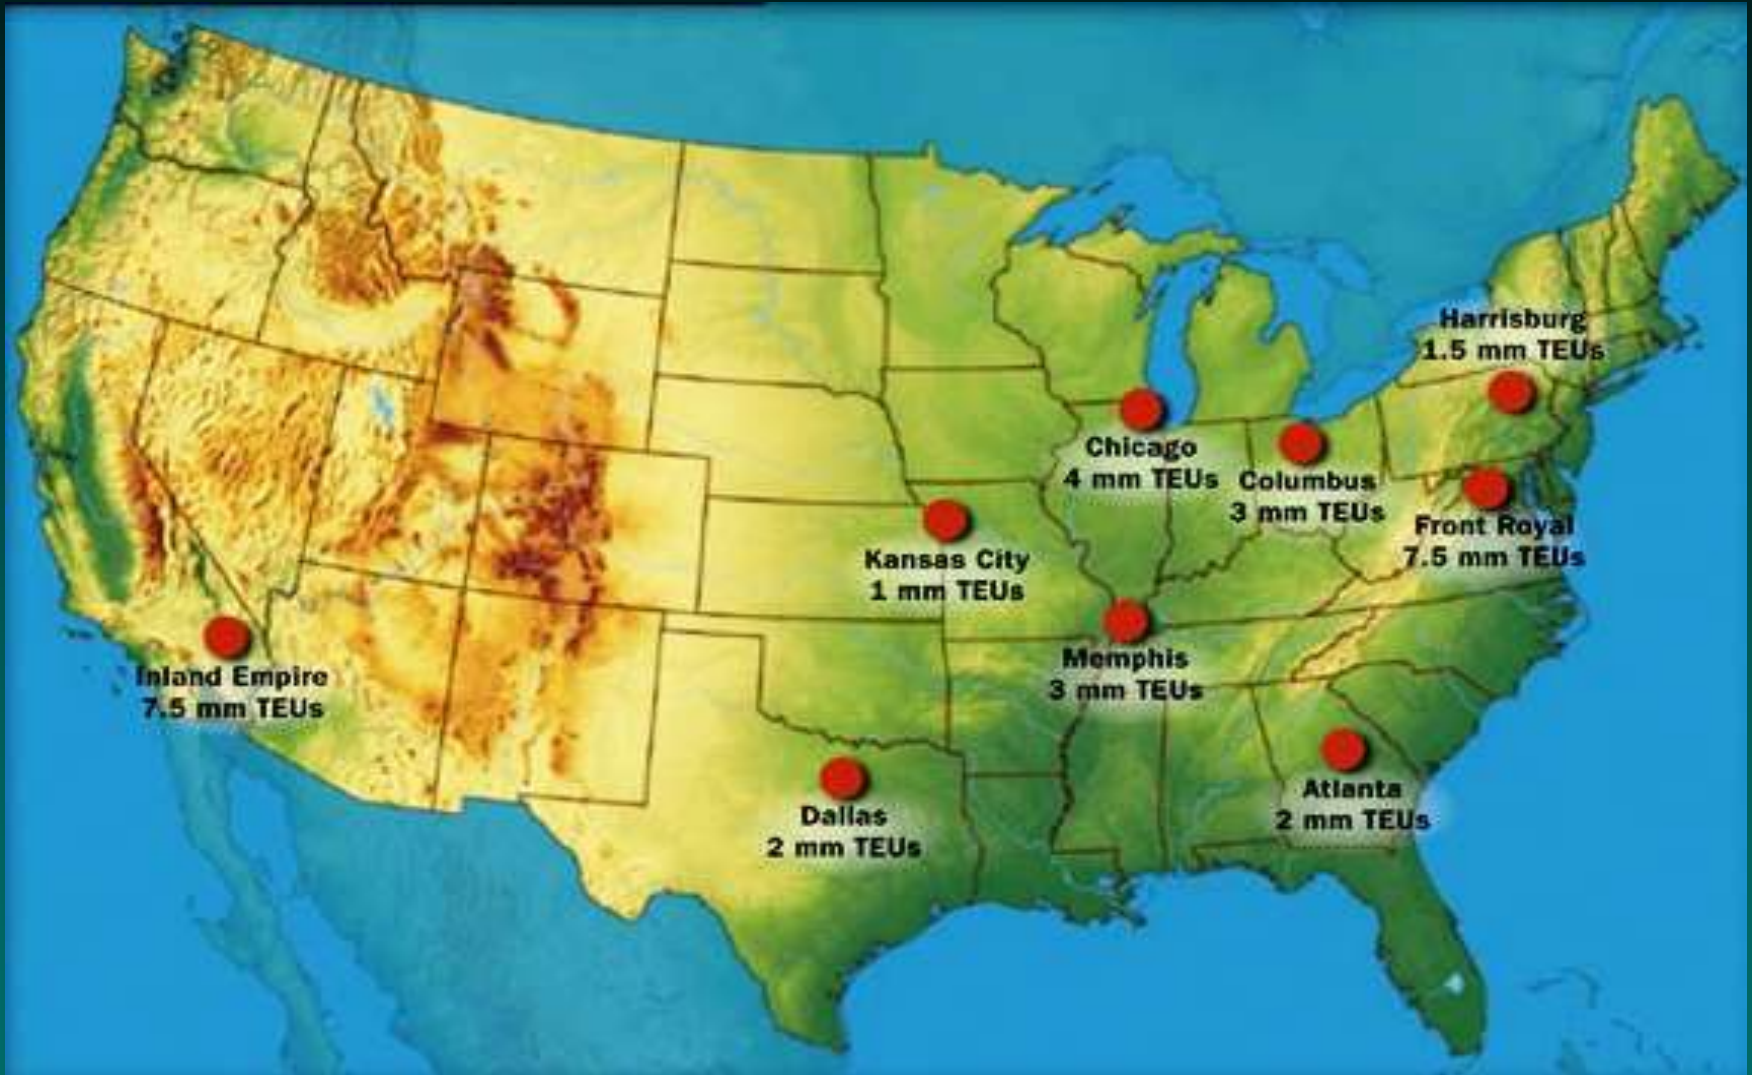 Harrisburg
1.5 mm TEUs
Chicago
4 mm TEUs
Columbus
3 mm TEUs
Front Royal
7.5 mm TEUs
Kansas City
1 mm TEUs
Inland Empire
7.5 mm TEUs
Memphis
3 mm TEUs
Atlanta
2 mm TEUs
Dallas
2 mm TEUs